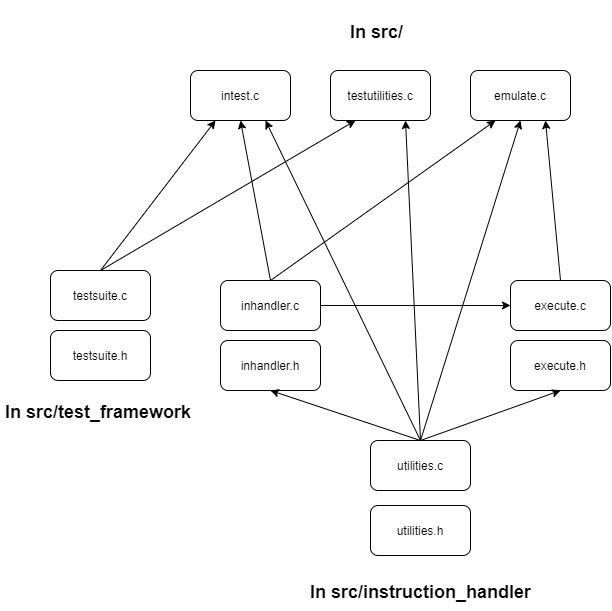 In src/
intest.c
testutilities.c
emulate.c
testsuite.c
inhandler.c
execute.c
testsuite.h
inhandler.h
execute.h
In src/test_framework
utilities.c
utilities.h
In src/instruction_handler